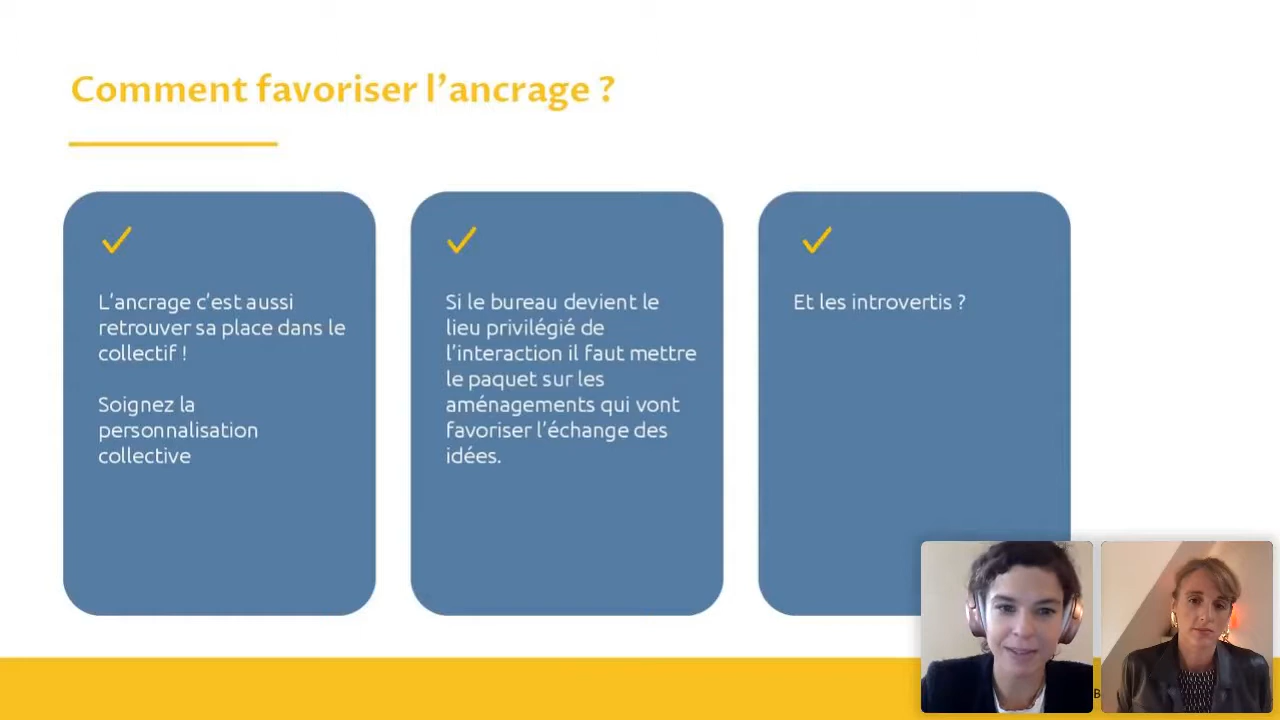 Comment favoriser l'ancrage ?
L'ancrage c'est aussi
retrouver sa place dans le
collectif !
Soignez la
personnalisation
collective
Si le bureau devient le
lieu privilégié de
l'interaction il faut mettre
le paquet sur les
aménagements qui vont
favoriser l'échange des
idées.
Et les introvertis ?